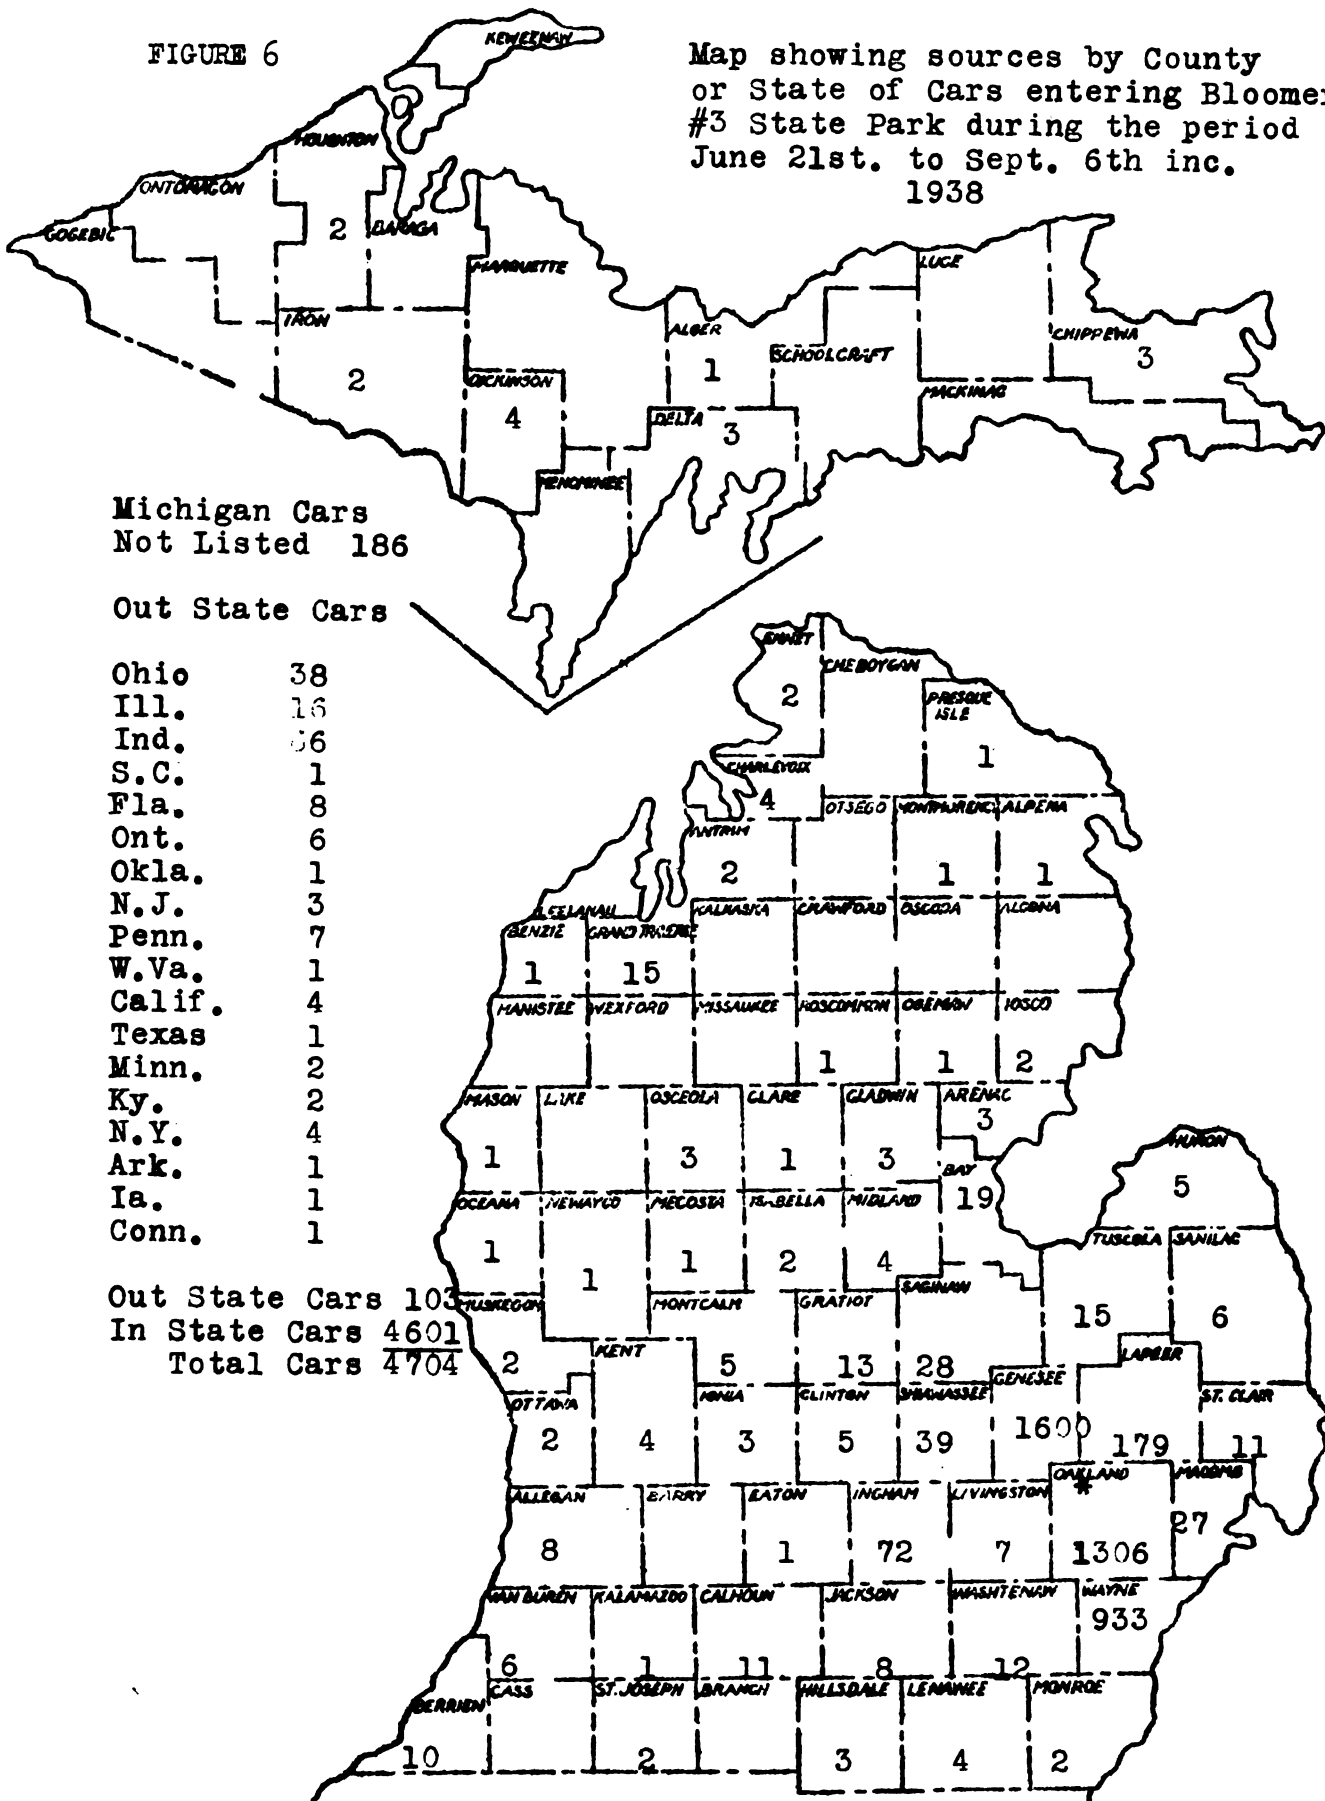 FIGURE 6
Map showing sources by County
or State of Cars entering Bloomer
#3 State Park during the period
June 21st. to Sept. 6th inc.
1938
KEWEENAW
HOUGHTON
ONTONAGON
GOGEBIC
2
BARAGA
MARQUETTE
LUCE
IRON
ALGER
CHIPPEWA
SCHOOLCRAFT
3
2
DICKINSON
1
MACKINAC
4
DELTA
3
MENOMINEE
Michigan Cars
Not Listed 186
Out State Cars
Ohio 38
Ill. 16
Ind. 6
S.C. 1
Fla. 8
Ont. 6
Okla. 1
N.J. 3
Penn. 7
W.Va. 1
Calif. 4
Texas 1
Minn. 2
Ky. 2
N.Y. 4
Ark. 1
Ia. 1
Conn. 1
Out State Cars 103
In State Cars 4601
Total Cars 4704
EMMET
CHEBOYGAN
2
PRESQUE
ISLE
1
CHARLEVOIX
4
OTSEGO MONTMORENCY ALPENA
ANTRIM
2 1 1
LEELANAU
KALKASKA CRAWFORD OSCODA ALCONA
BENZIE GRAND TRAVERSE
1 15
MANISTEE WEXFORD MISSAUKEE ROSCOMMON OGEMAW IOSCO
1 1 2
MASON LAKE OSCEOLA CLARE GLADWIN ARENAC
3
HURON
1 3 1 3
BAY
5
OCEANA NEWAYGO MECOSTA ISABELLA MIDLAND
19
TUSCOLA SANILAC
1 1 1 2 4
SAGINAW
MUSKEGON MONTCALM GRATIOT
15 6
KENT
LAPEER
2 5 13 28
GENESEE
OTTAWA IONIA CLINTON SHIAWASSEE
ST. CLAIR
2 4 3 5 39 1600 179 11
OAKLAND MACOMB
*
ALLEGAN BARRY EATON INGHAM LIVINGSTON
27
8 1 72 7 1306
VAN BUREN KALAMAZOO CALHOUN JACKSON WASHTENAW WAYNE
933
6 1 11 8 12
BERRIEN CASS ST. JOSEPH BRANCH HILLSDALE LENAWEE MONROE
10 2 3 4 2